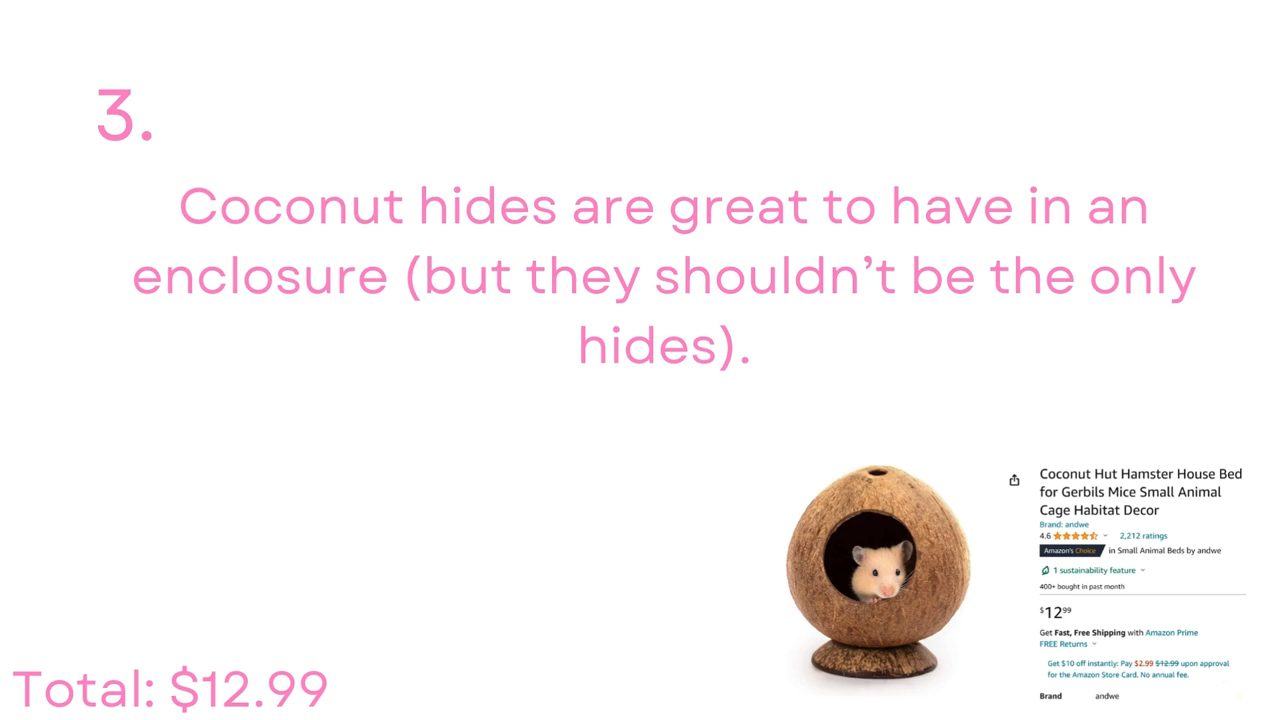 3.
Coconut hides are great to have in an
enclosure (but they shouldn’t be the only
hides).
Coconut Hut Hamster House Bed
for Gerbils Mice Small Animal
Cage Habitat Decor
Brand: andwe
4.6 2,212 ratings
Amazon's Choice in Small Animal Beds by andwe
1 sustainability feature
400+ bought in past month
$12 99
Get Fast, Free Shipping with Amazon Prime
FREE Returns
Get $10 off instantly: Pay $2.99 $12.99 upon approval
for the Amazon Store Card. No annual fee.
Brand andwe
Total: $12.99